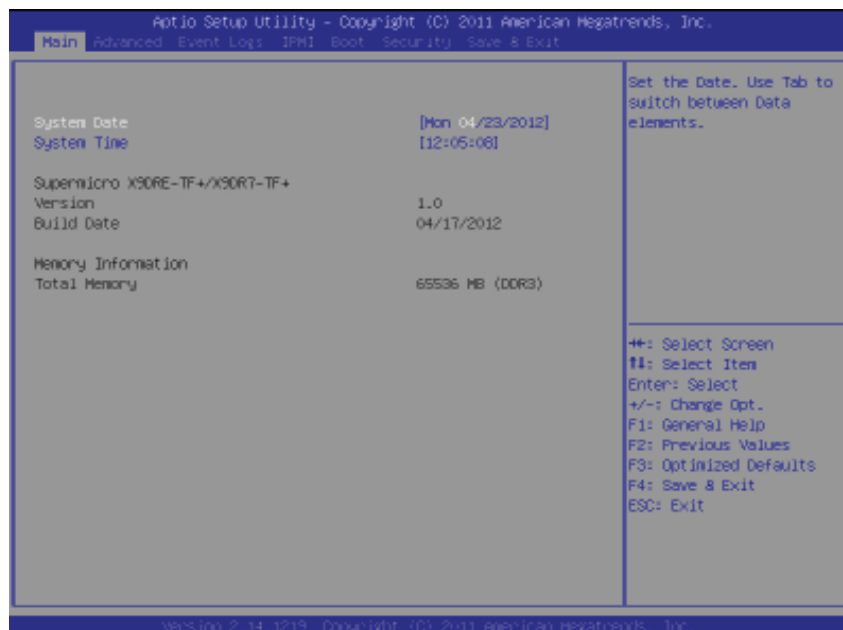 Aptio Setup Utility - Copyright (C) 2011 American Megatrends, Inc.
Main Advanced Event Logs IPMI Boot Security Save & Exit
System Date [Mon 04/23/2012]
System Time [12:05:08]
Supermicro X9DRE-TF+/X9DR7-TF+
Version 1.0
Build Date 04/17/2012
Memory Information
Total Memory 65536 MB (DDR3)
Set the Date. Use Tab to
switch between Data
elements.
→←: Select Screen
↑↓: Select Item
Enter: Select
+/-: Change Opt.
F1: General Help
F2: Previous Values
F3: Optimized Defaults
F4: Save & Exit
ESC: Exit
Version 2.14.1219. Copyright (C) 2011 American Megatrends, Inc.